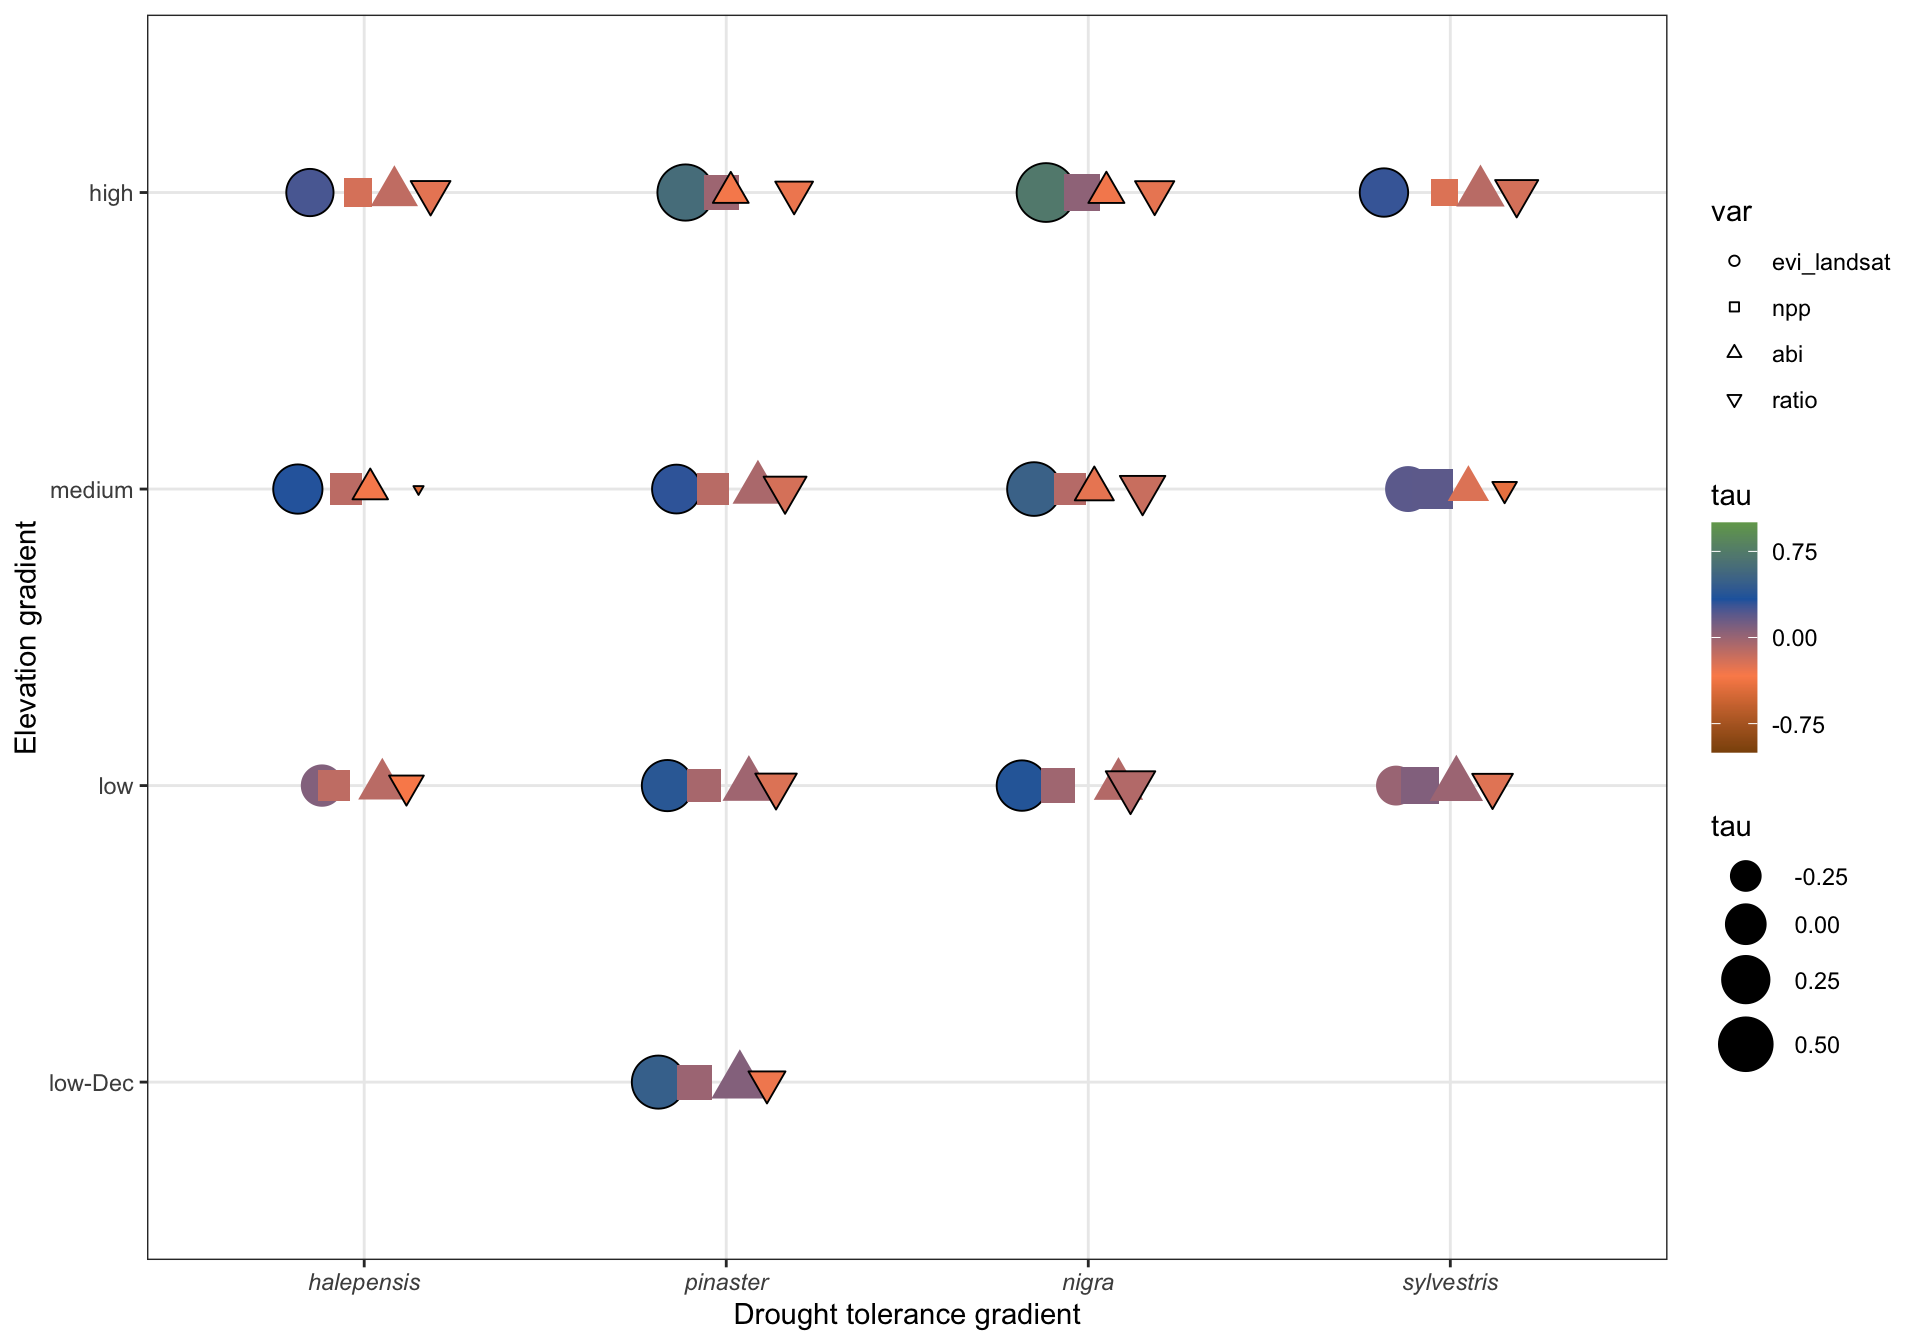 Elevation gradient
high
medium
low
low-Dec
halepensis
pinaster
nigra
sylvestris
Drought tolerance gradient
var
evi_landsat
npp
abi
ratio
tau
0.75
0.00
-0.75
tau
-0.25
0.00
0.25
0.50